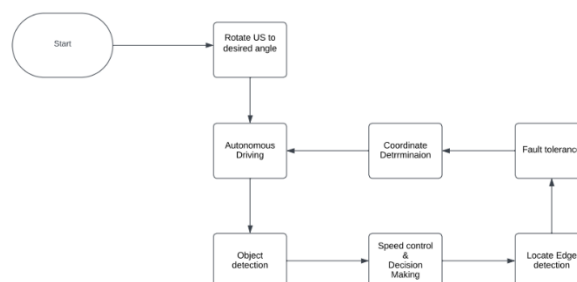 Start
Rotate US to
desired angle
Autonomous
Driving
Coordinate
Detrrminaion
Fault tolerance
Object
detection
Speed control
&
Decision
Making
Locate Edge
detection